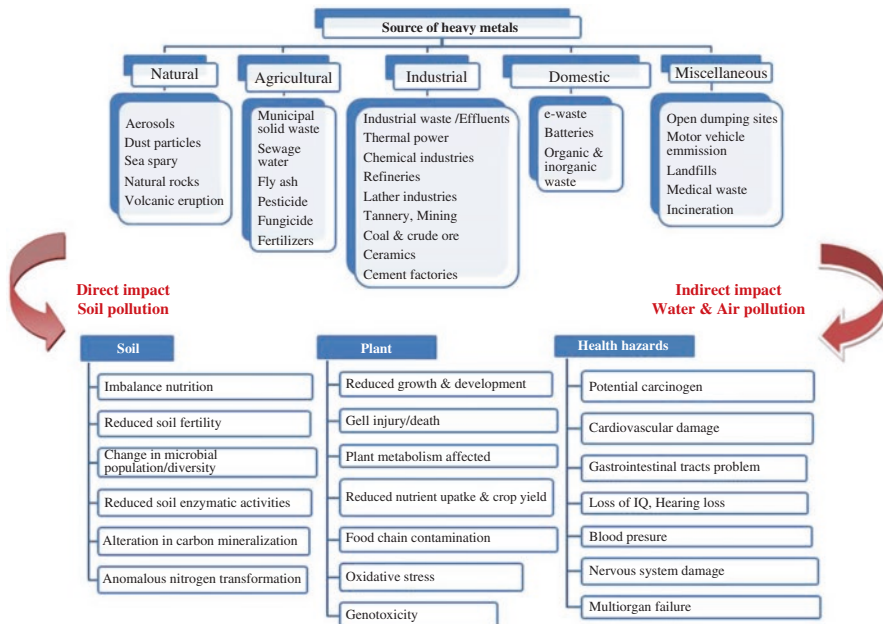 Source of heavy metals
Natural
Aerosols
Dust particles
Sea spary
Natural rocks
Volcanic eruption
Agricultural
Municipal
solid waste
Sewage
water
Fly ash
Pesticide
Fungicide
Fertilizers
Industrial
Industrial waste /Effluents
Thermal power
Chemical industries
Refineries
Lather industries
Tannery, Mining
Coal & crude ore
Ceramics
Cement factories
Domestic
e-waste
Batteries
Organic &
inorganic
waste
Miscellaneous
Open dumping sites
Motor vehicle
emmission
Landfills
Medical waste
Incineration
Direct impact
Soil pollution
Indirect impact
Water & Air pollution
Soil
Imbalance nutrition
Reduced soil fertility
Change in microbial
population/diversity
Reduced soil enzymatic activities
Alteration in carbon mineralization
Anomalous nitrogen transformation
Plant
Reduced growth & development
Gell injury/death
Plant metabolism affected
Reduced nutrient upatke & crop yield
Food chain contamination
Oxidative stress
Genotoxicity
Health hazards
Potential carcinogen
Cardiovascular damage
Gastrointestinal tracts problem
Loss of IQ, Hearing loss
Blood presure
Nervous system damage
Multiorgan failure